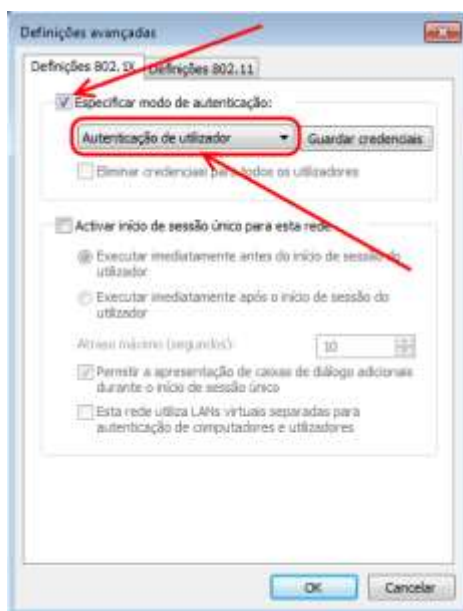 Definições avançadas
Definições 802.1X
Definições 802.11
Especificar modo de autenticação:
Autenticação de utilizador
Guardar credenciais
Eliminar credenciais para todos os utilizadores
Activar início de sessão único para esta rede
Executar imediatamente antes do início de sessão do
utilizador
Executar imediatamente após o início de sessão do
utilizador
Atraso máximo (segundos):
10
Permitir a apresentação de caixas de diálogo adicionais
durante o início de sessão único
Esta rede utiliza LANs virtuais separadas para
autenticação de computadores e utilizadores
OK
Cancelar